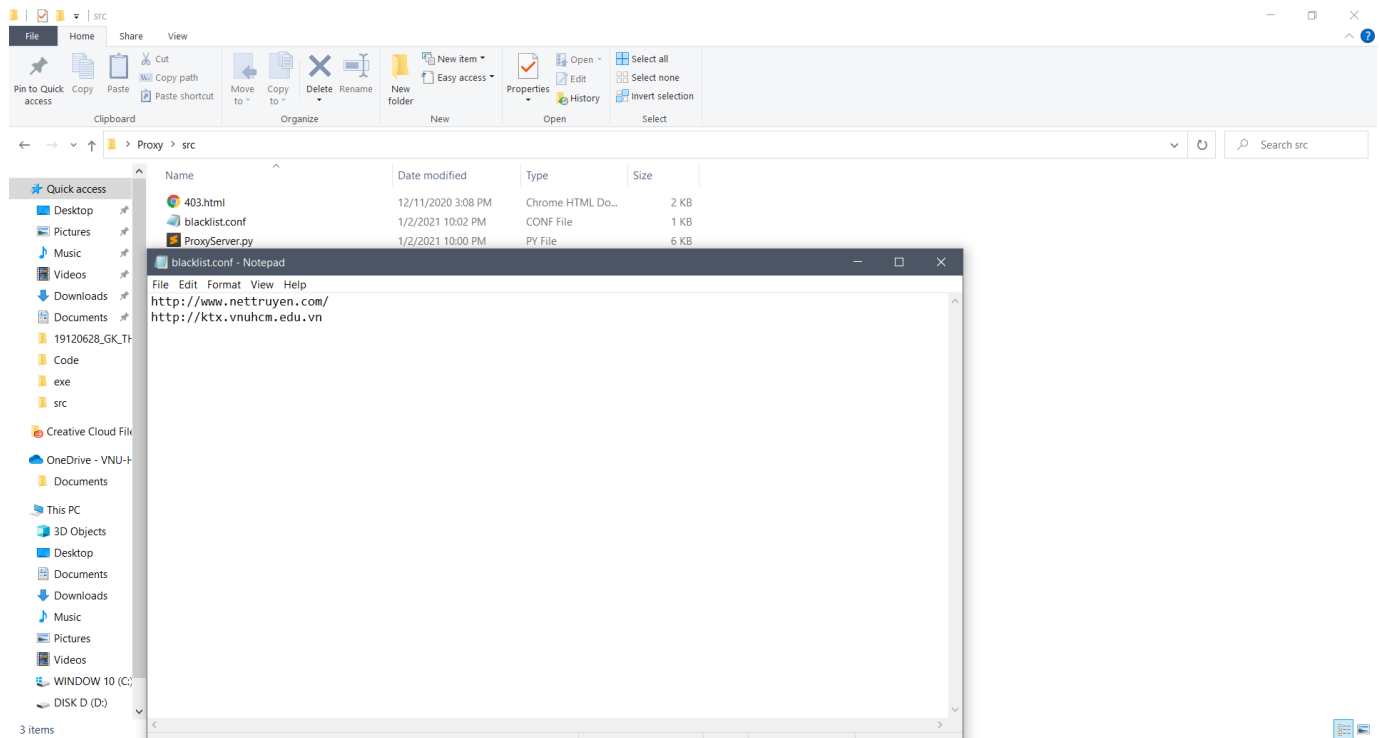 src
File Home Share View
Pin to Quick access
Copy
Paste
Cut
Copy path
Paste shortcut
Clipboard
Move to
Copy to
Delete
Rename
Organize
New folder
New item
Easy access
New
Properties
Open
Edit
History
Open
Select all
Select none
Invert selection
Select
Proxy > src
Search src
Name Date modified Type Size
403.html 12/11/2020 3:08 PM Chrome HTML Do... 2 KB
blacklist.conf 1/2/2021 10:02 PM CONF File 1 KB
ProxyServer.py 1/2/2021 10:00 PM PY File 6 KB
Quick access
Desktop
Pictures
Music
Videos
Downloads
Documents
19120628_GK_TH
Code
exe
src
Creative Cloud File
OneDrive - VNU-H
Documents
This PC
3D Objects
Desktop
Documents
Downloads
Music
Pictures
Videos
WINDOW 10 (C:)
DISK D (D:)
3 items
blacklist.conf - Notepad
File Edit Format View Help
http://www.nettruyen.com/
http://ktx.vnuhcm.edu.vn